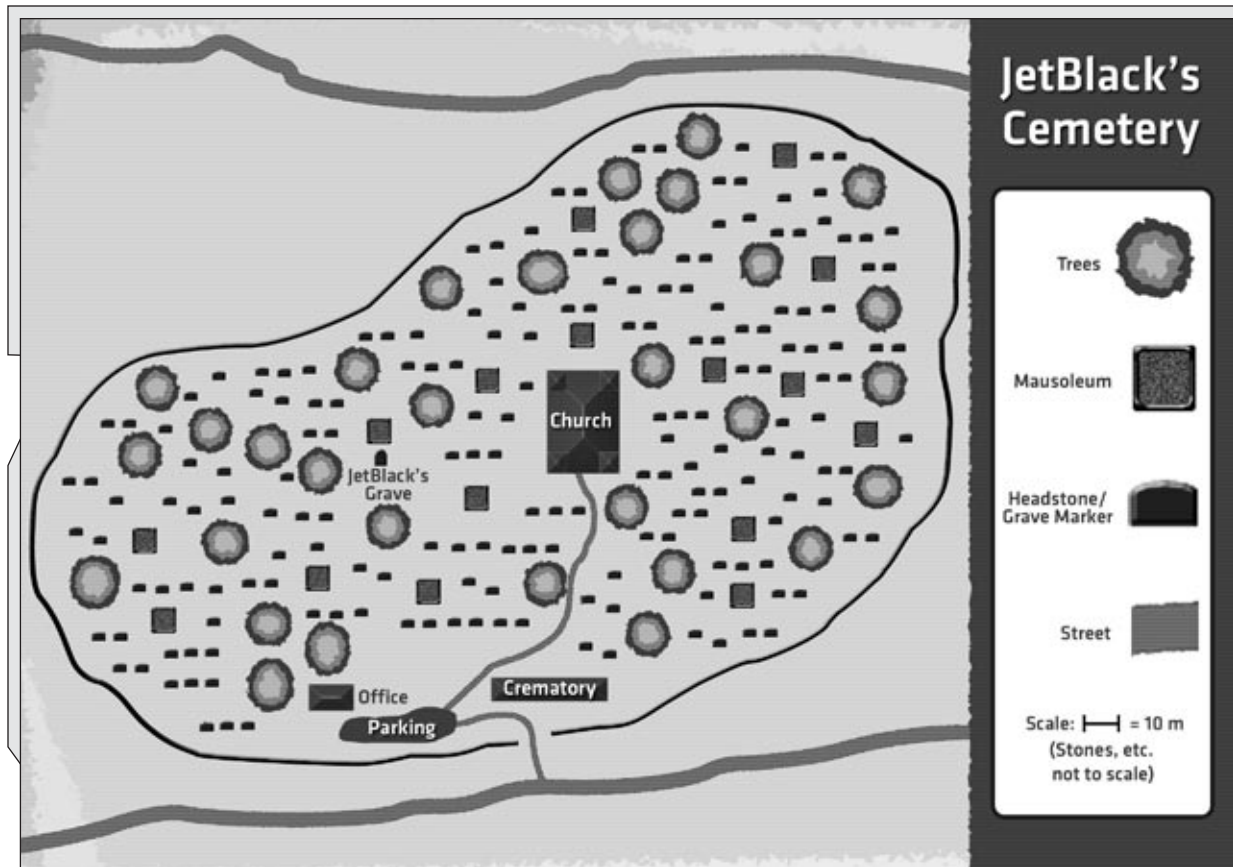 JetBlack's
Cemetery
Trees
Mausoleum
Headstone/
Grave Marker
Street
Scale: = 10 m
(Stones, etc.
not to scale)
Church
JetBlack's
Grave
Crematory
Office
Parking